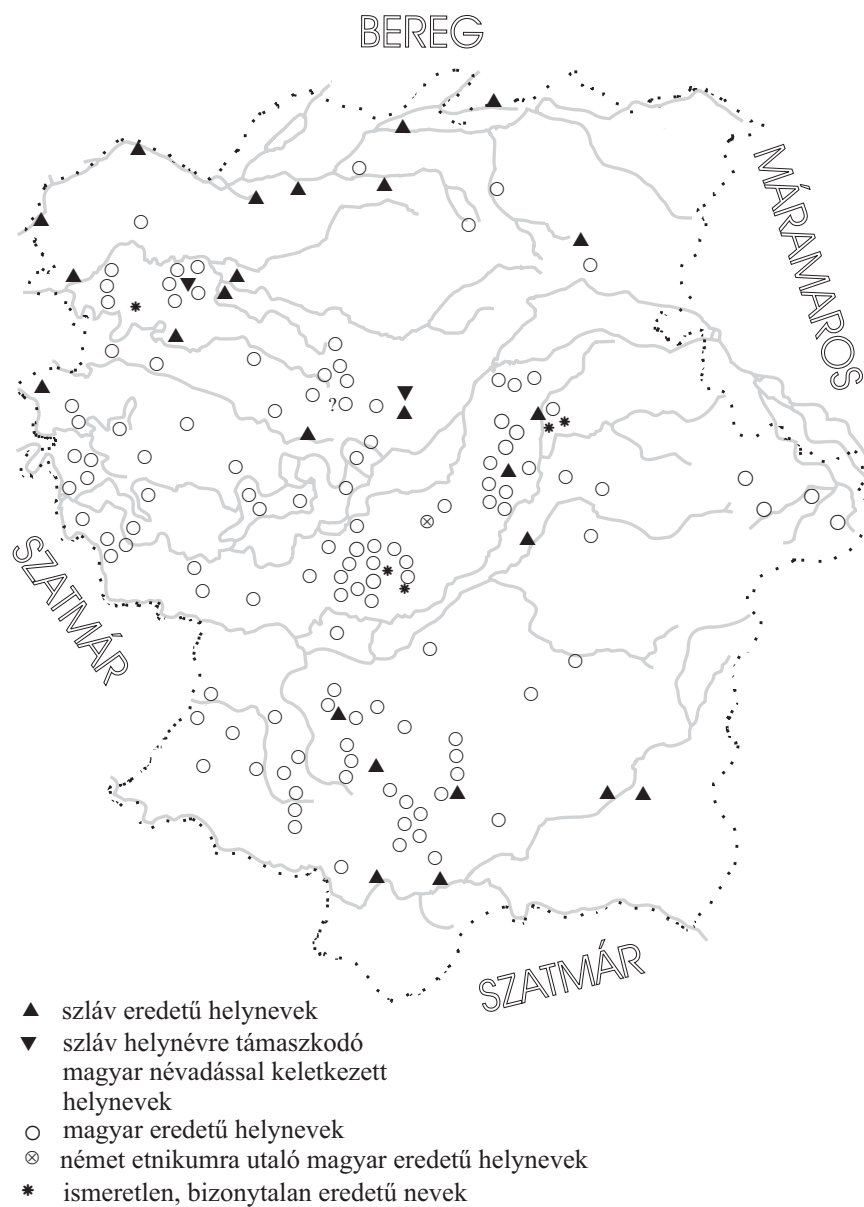 BEREG
MÁRAMAROS
?
SZATMÁR
SZATMÁR
szláv eredetű helynevek
szláv helynévre támaszkodó
magyar névadással keletkezett
helynevek
magyar eredetű helynevek
német etnikumra utaló magyar eredetű helynevek
ismeretlen, bizonytalan eredetű nevek